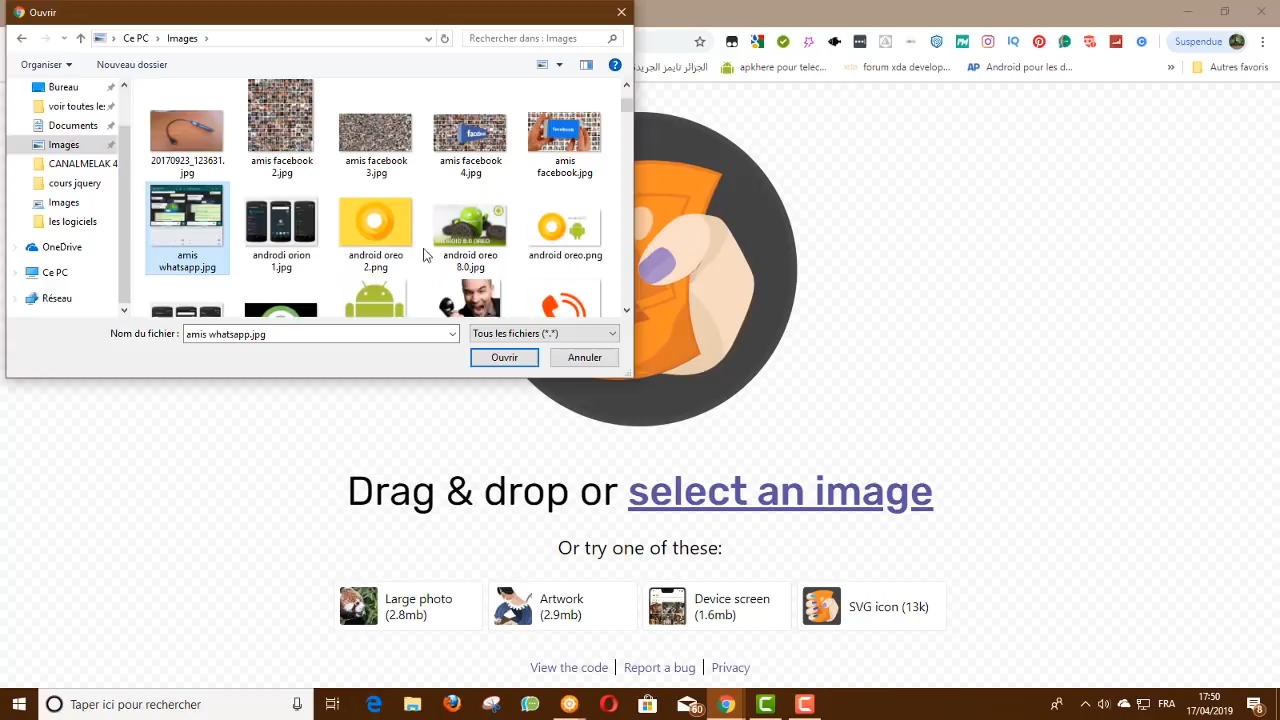 Ouvrir
Ce PC
Images
Rechercher dans : Images
Organiser
Nouveau dossier
Suspendue
الجزائر تايمز الجريدة
apkhere pour telec...
forum xda develop...
AP Android pour les d...
»
Autres favoris
Bureau
voir toutes le:
Documents
Images
CANALMELAK 4
cours jquery
Images
les logiciels
OneDrive
Ce PC
Réseau
20170923_123631.
jpg
amis facebook
2.jpg
amis facebook
3.jpg
amis facebook
4.jpg
amis
facebook.jpg
amis
whatsapp.jpg
androdi orion
1.jpg
android oreo
2.png
android oreo
8.0.jpg
android oreo.png
Nom du fichier :
amis whatsapp.jpg
Tous les fichiers (*.*)
Ouvrir
Annuler
Drag & drop or select an image
Or try one of these:
Large photo
(2.8mb)
Artwork
(2.9mb)
Device screen
(1.6mb)
SVG icon (13k)
View the code
Report a bug
Privacy
Taper ici pour rechercher
60
FRA
17:50
17/04/2019
8